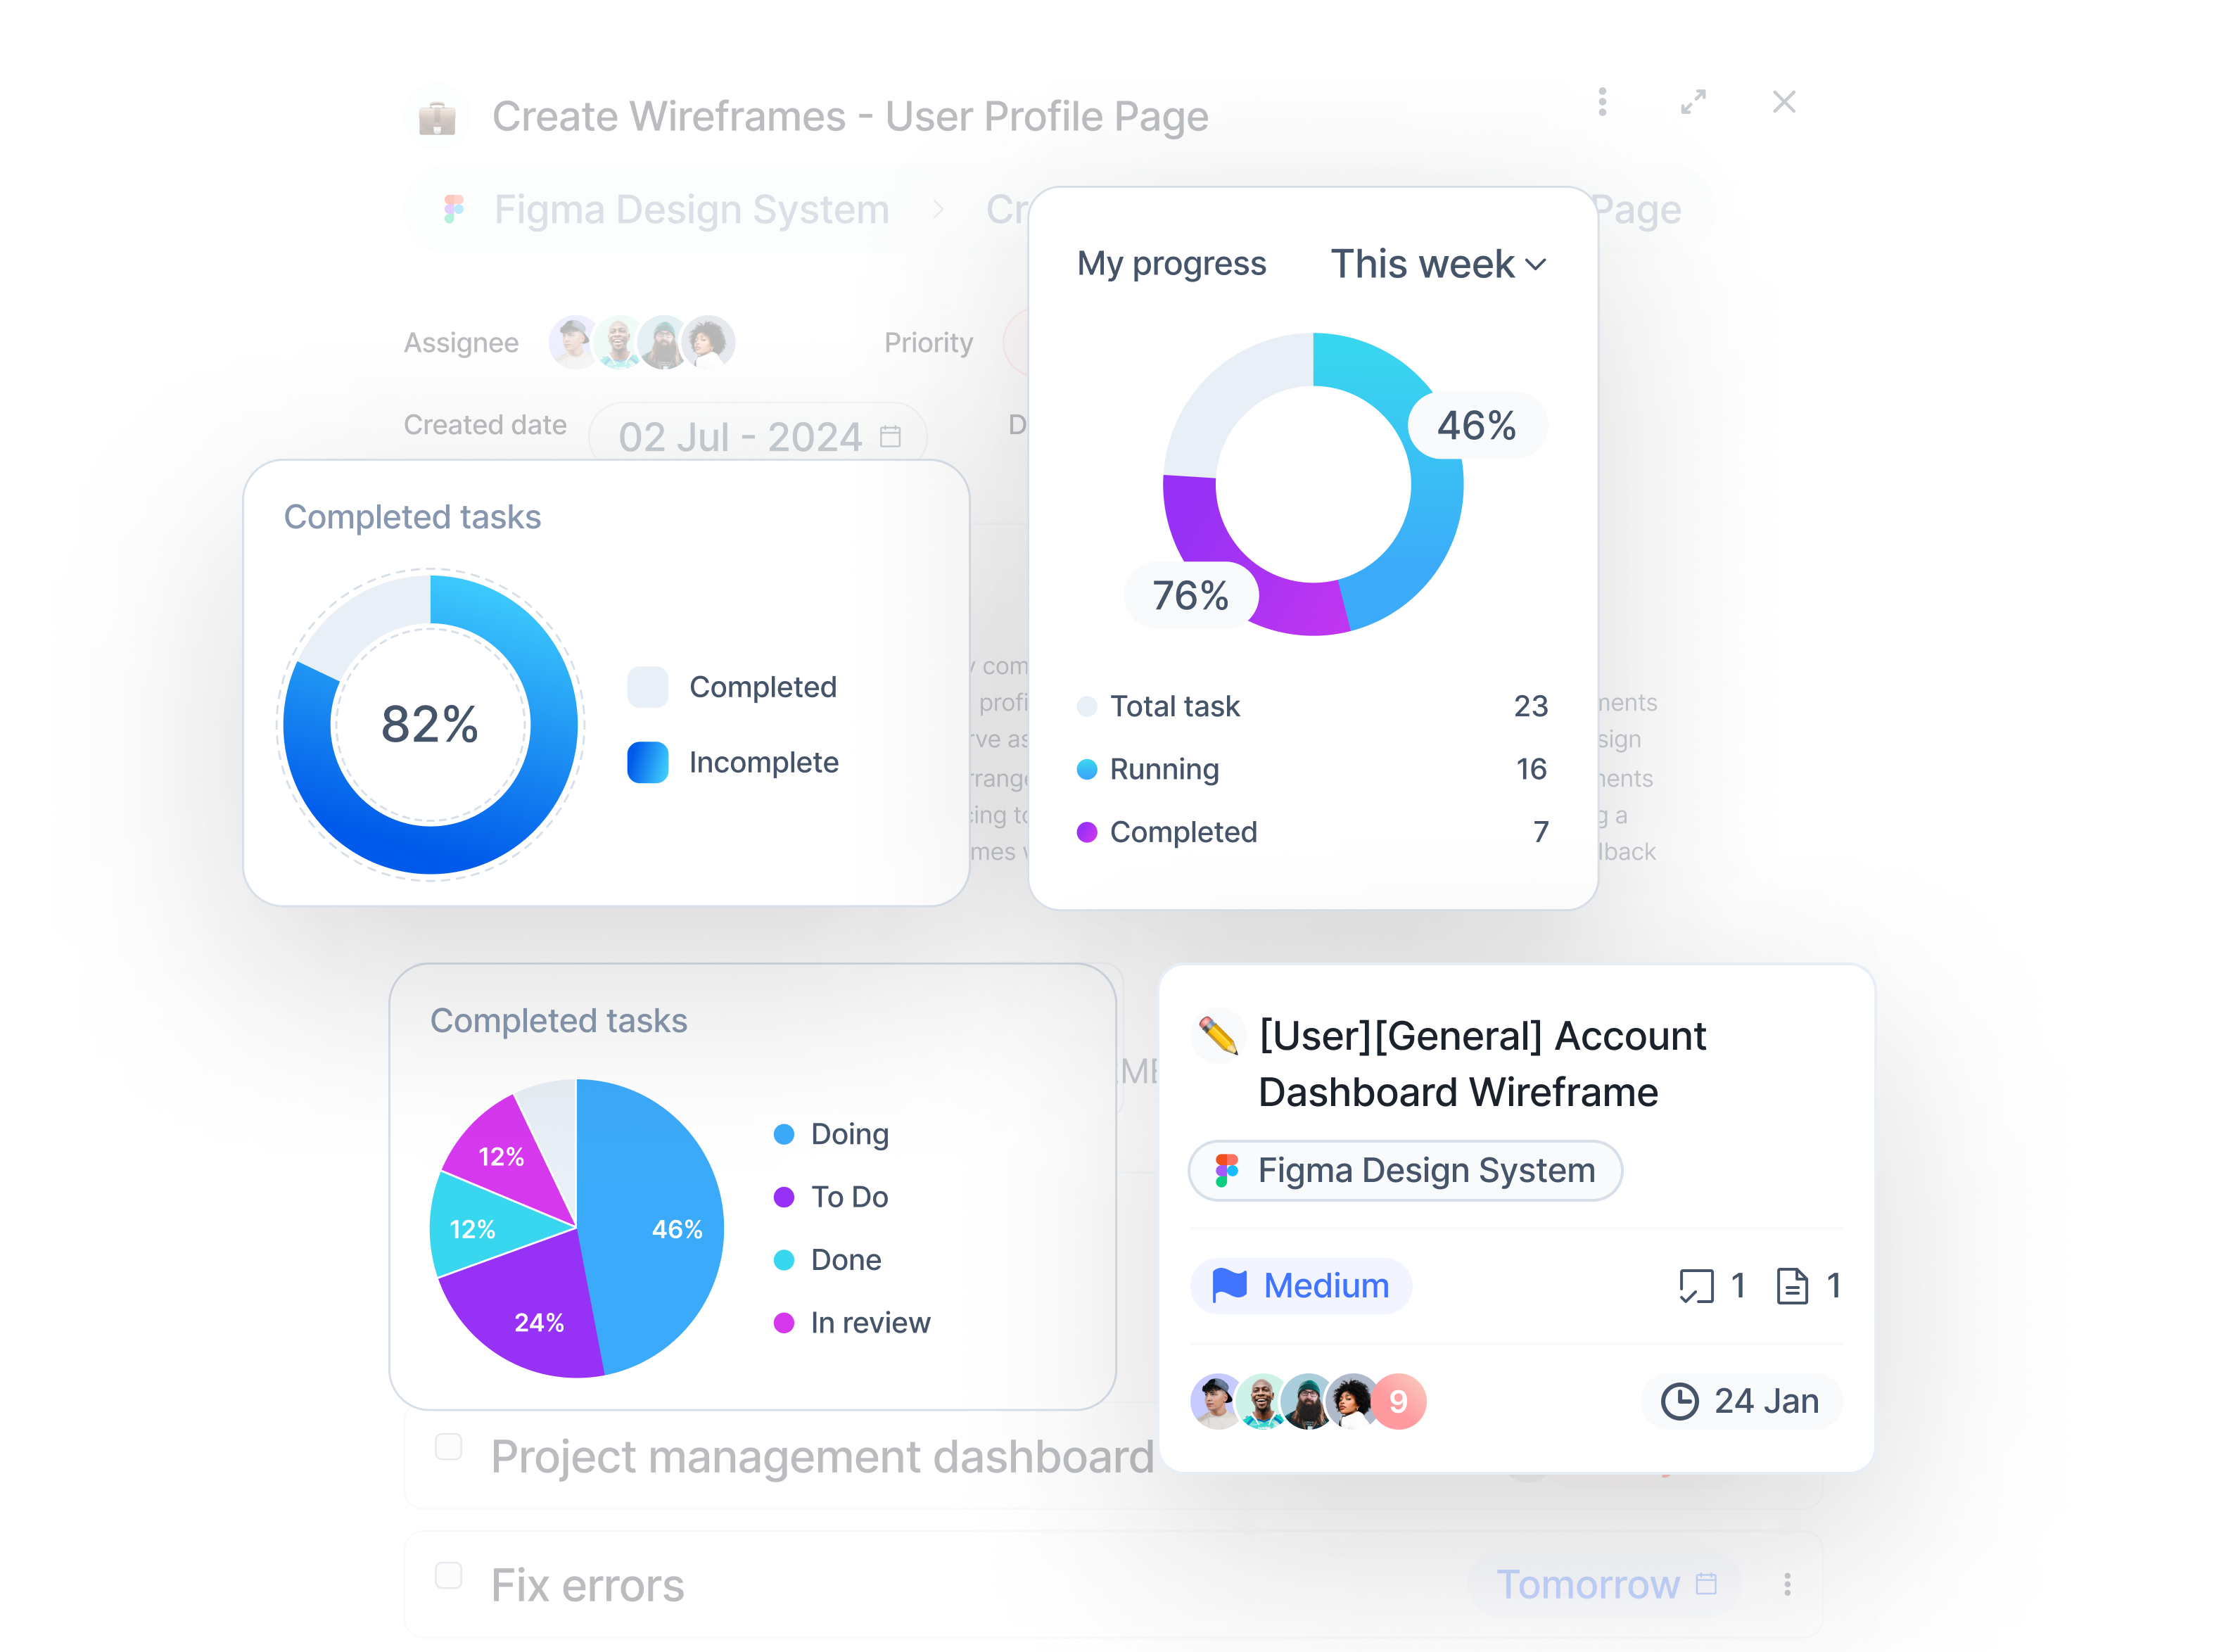 Create Wireframes - User Profile Page
Figma Design System
Page
My progress
This week
Assignee
Priority
46%
Created date
02 Jul - 2024
D
Completed tasks
76%
82%
Completed
Incomplete
Total task 23
Running 16
Completed 7
profi
ments
sign
g a
Completed tasks
12%
12%
46%
24%
Doing
To Do
Done
In review
[User][General] Account
Dashboard Wireframe
Figma Design System
Medium
1
1
9
24 Jan
Project management dashboard
Fix errors
Tomorrow